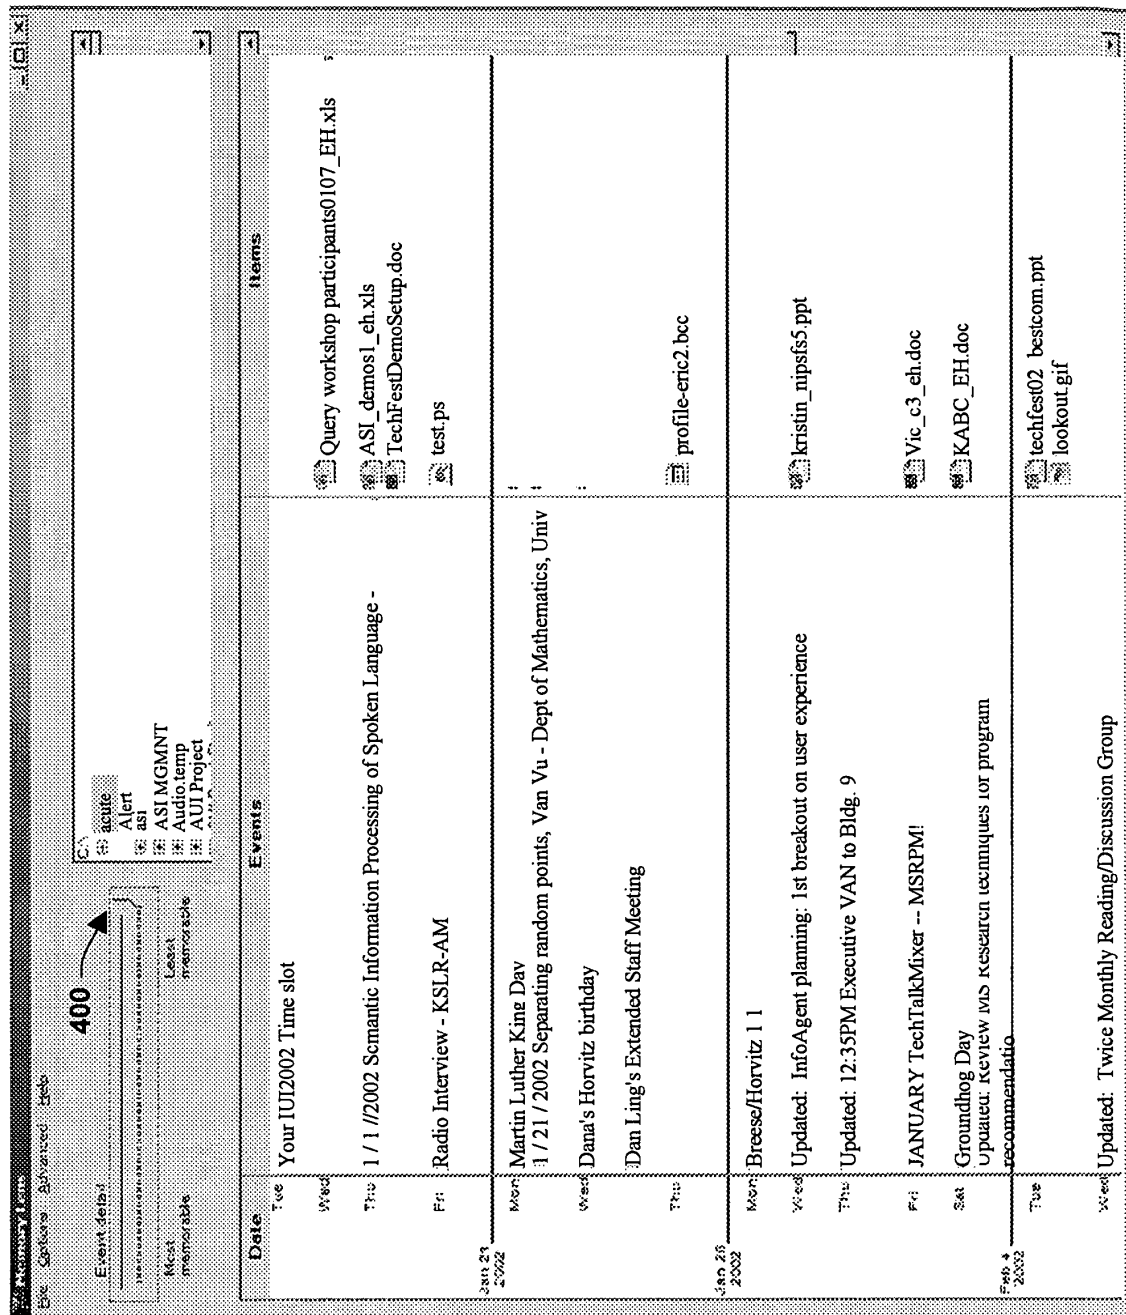 Memory Lane
File Options Advanced Help
Event detail
400
Most
memorable
Least
memorable
C:\
acute
Alert
asi
ASI MGMNT
Audio.temp
AUI Project
Date Events Items
Tue Your IUI2002 Time slot
Wed Query workshop participants0107_EH.xls
Thu 1 / 1 //2002 Semantic Information Processing of Spoken Language - ASI_demos1_eh.xls
TechFestDemoSetup.doc
Fri Radio Interview - KSLR-AM test.ps
Jan 21
2002
Mon Martin Luther King Day
1 / 21 / 2002 Separating random points, Van Vu - Dept of Mathematics, Univ
Wed Dana's Horvitz birthday
Dan Ling's Extended Staff Meeting
Thu profile-eric2.bcc
Jan 28
2002
Mon Breese/Horvitz 1 1
Wed Updated: InfoAgent planning: 1st breakout on user experience kristin_nipsfs5.ppt
Thu Updated: 12:35PM Executive VAN to Bldg. 9
Fri JANUARY TechTalkMixer -- MSRPM! Vic_c3_eh.doc
Sat Groundhog Day KABC_EH.doc
Updated: Review MS Research techniques for program
recommendatio
Feb 4
2002
Tue techfest02_bestcom.ppt
lookout.gif
Wed Updated: Twice Monthly Reading/Discussion Group